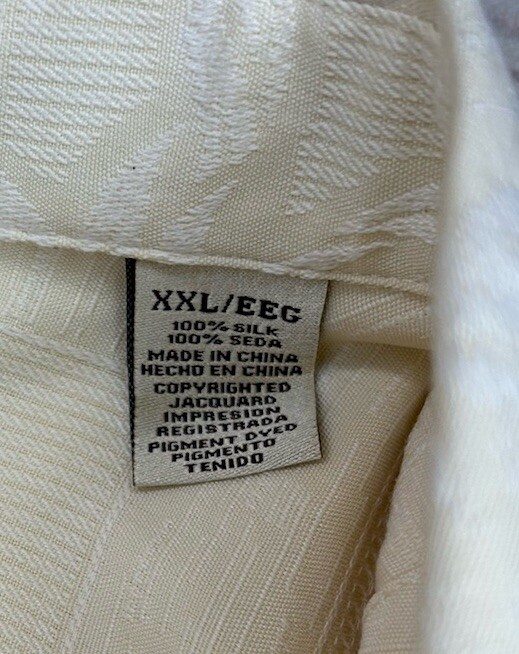 XXL/EEG
100% SILK
100% SEDA
MADE IN CHINA
HECHO EN CHINA
COPYRIGHTED
JACQUARD
IMPRESION
REGISTRADA
PIGMENT DYED
PIGMENTO
TENIDO